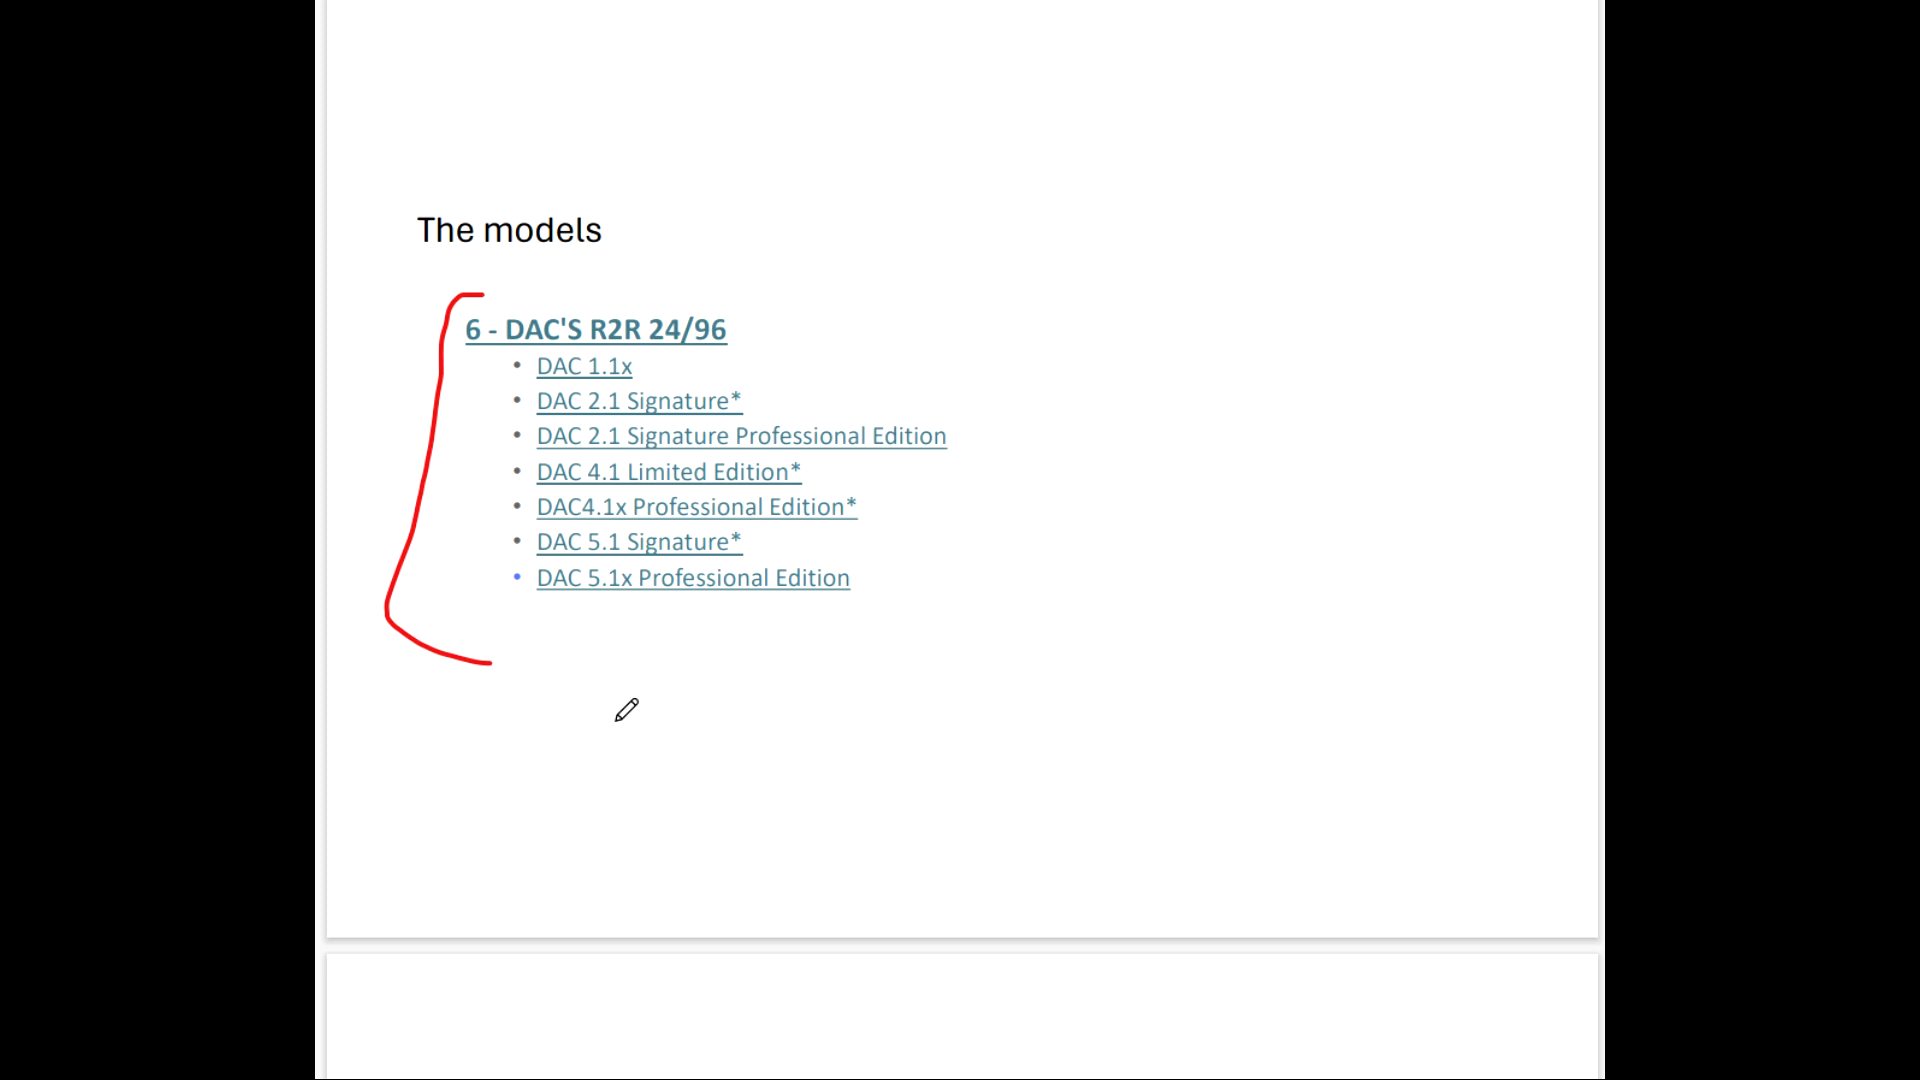 The models
6 - DAC'S R2R 24/96
• DAC 1.1x
• DAC 2.1 Signature*
• DAC 2.1 Signature Professional Edition
• DAC 4.1 Limited Edition*
• DAC4.1x Professional Edition*
• DAC 5.1 Signature*
• DAC 5.1x Professional Edition